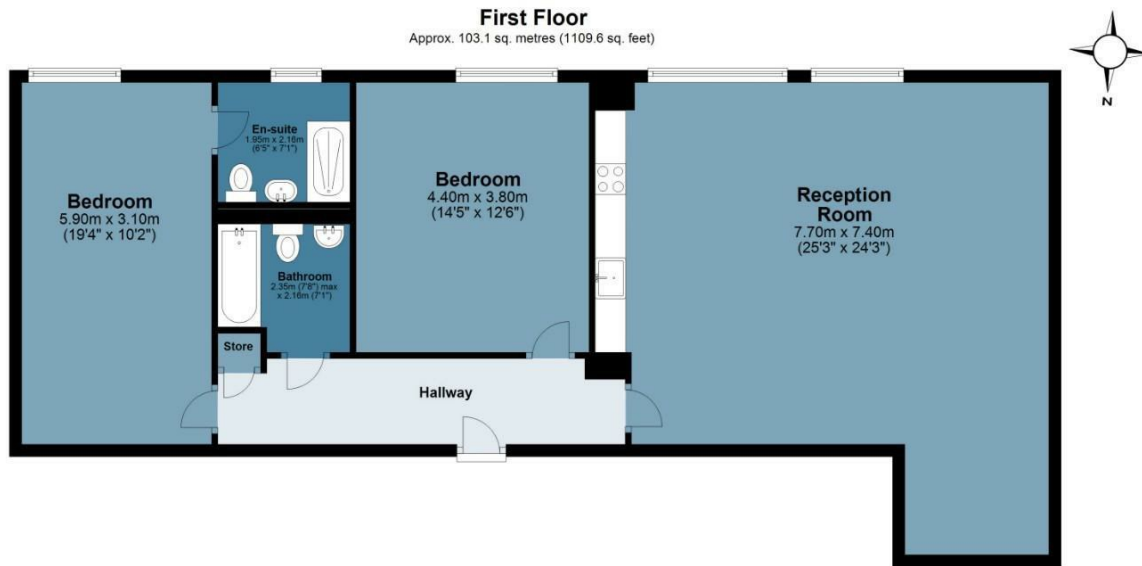 First Floor
Approx. 103.1 sq. metres (1109.6 sq. feet)
N
En-suite
1.95m x 2.16m
(6'5" x 7'1")
Bedroom
5.90m x 3.10m
(19'4" x 10'2")
Bedroom
4.40m x 3.80m
(14'5" x 12'6")
Reception
Room
7.70m x 7.40m
(25'3" x 24'3")
Bathroom
2.35m (7'8") max
x 2.16m (7'1")
Store
Hallway